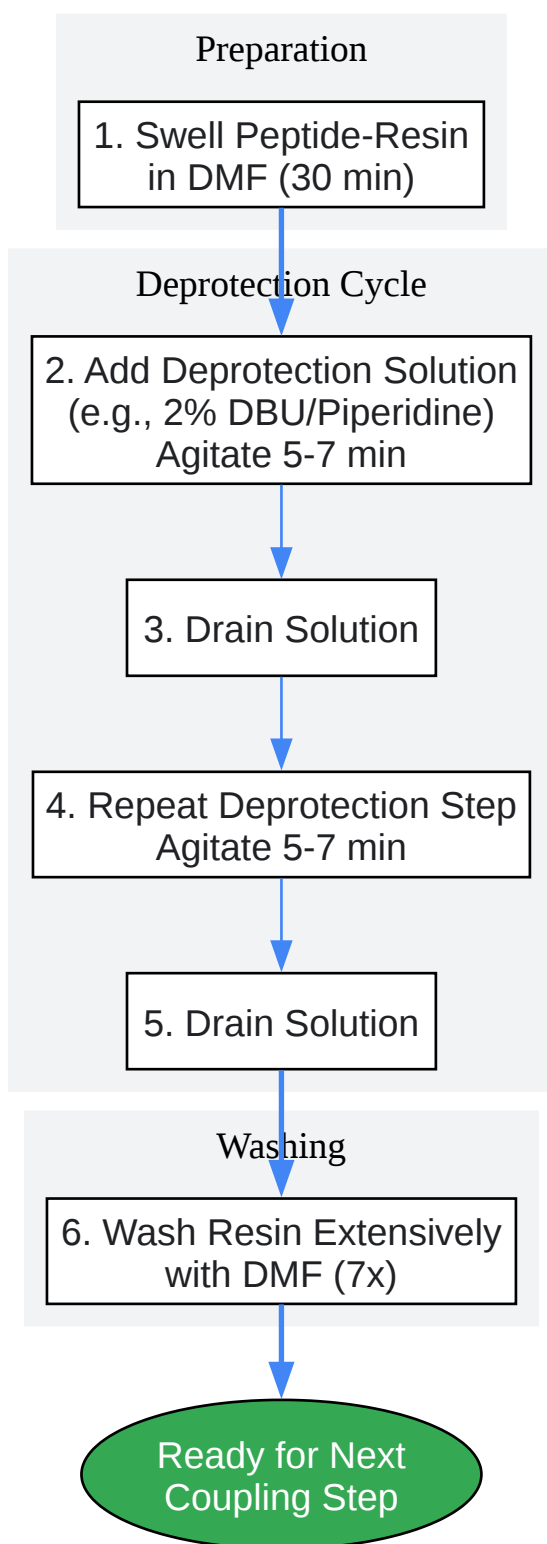 Preparation
1. Swell Peptide-Resin
in DMF (30 min)
Deprotection Cycle
2. Add Deprotection Solution
(e.g., 2% DBU/Piperidine)
Agitate 5-7 min
3. Drain Solution
4. Repeat Deprotection Step
Agitate 5-7 min
5. Drain Solution
Washing
6. Wash Resin Extensively
with DMF (7x)
Ready for Next
Coupling Step